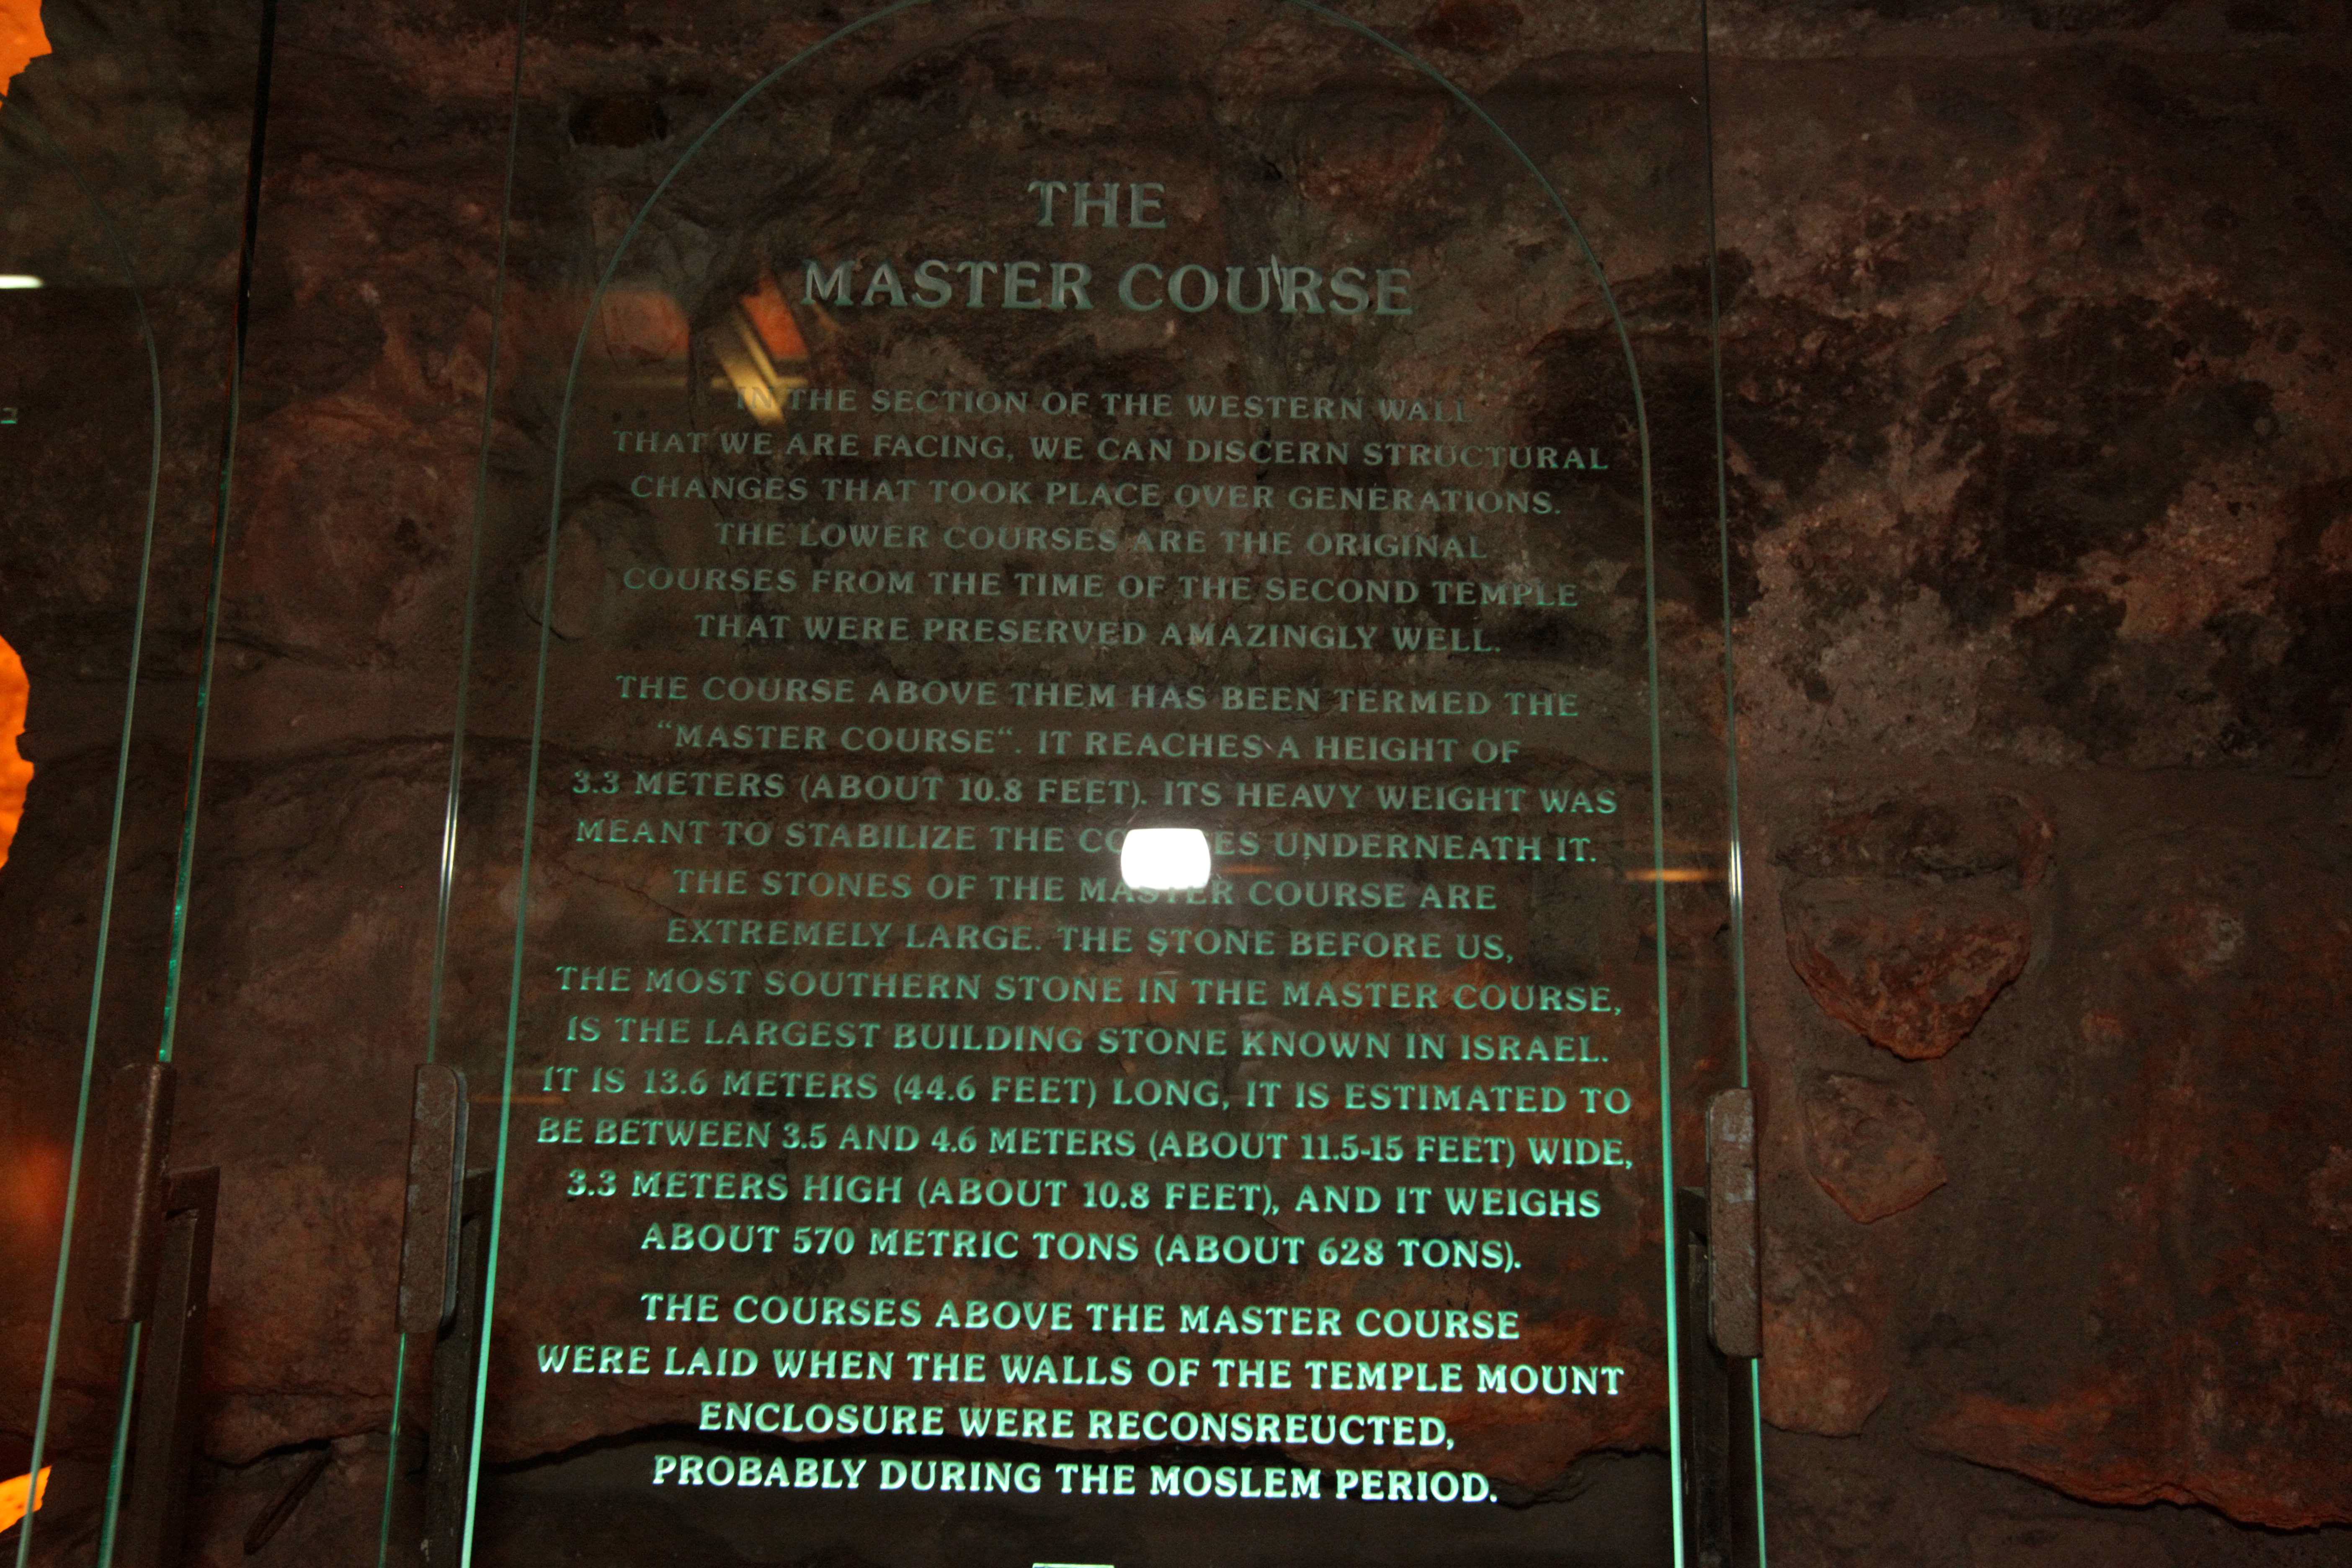 THE
MASTER COURSE
IN THE SECTION OF THE WESTERN WALL
THAT WE ARE FACING, WE CAN DISCERN STRUCTURAL
CHANGES THAT TOOK PLACE OVER GENERATIONS.
THE LOWER COURSES ARE THE ORIGINAL
COURSES FROM THE TIME OF THE SECOND TEMPLE
THAT WERE PRESERVED AMAZINGLY WELL.
THE COURSE ABOVE THEM HAS BEEN TERMED THE
“MASTER COURSE“. IT REACHES A HEIGHT OF
3.3 METERS (ABOUT 10.8 FEET). ITS HEAVY WEIGHT WAS
MEANT TO STABILIZE THE UNDERNEATH IT.
THE STONES OF THE MASTER COURSE ARE
EXTREMELY LARGE. THE STONE BEFORE US,
THE MOST SOUTHERN STONE IN THE MASTER COURSE,
IS THE LARGEST BUILDING STONE KNOWN IN ISRAEL.
IT IS 13.6 METERS (44.6 FEET) LONG, IT IS ESTIMATED TO
BE BETWEEN 3.5 AND 4.6 METERS (ABOUT 11.5-15 FEET) WIDE,
3.3 METERS HIGH (ABOUT 10.8 FEET), AND IT WEIGHS
ABOUT 570 METRIC TONS (ABOUT 628 TONS).
THE COURSES ABOVE THE MASTER COURSE
WERE LAID WHEN THE WALLS OF THE TEMPLE MOUNT
ENCLOSURE WERE RECONSREUCTED,
PROBABLY DURING THE MOSLEM PERIOD.